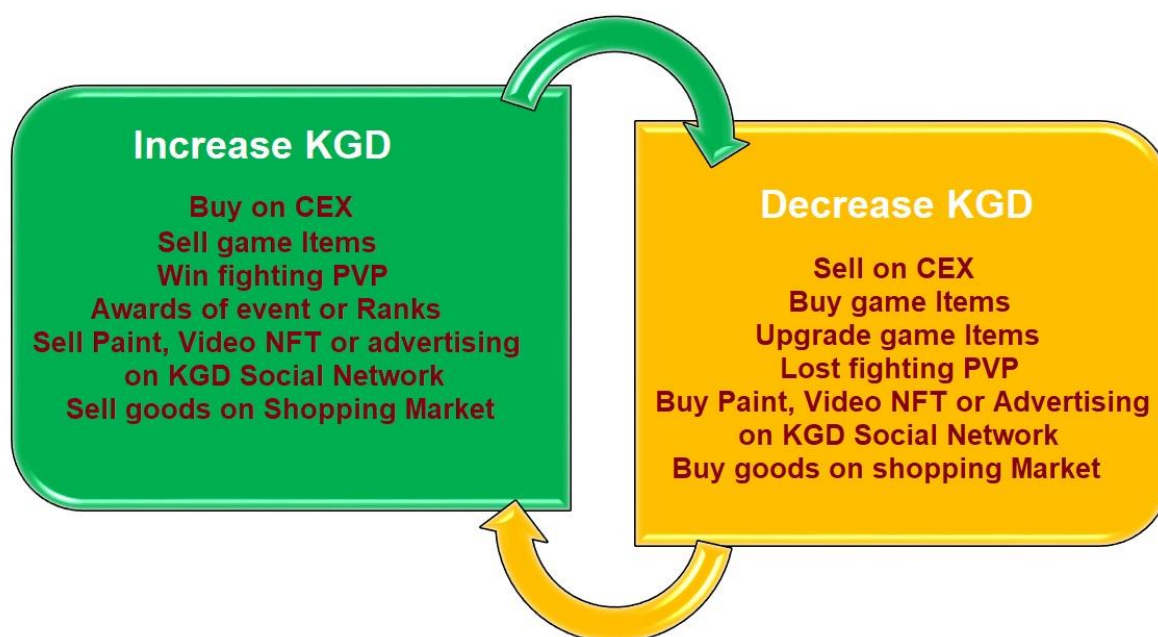 Increase KGD
Buy on CEX
Sell game Items
Win fighting PVP
Awards of event or Ranks
Sell Paint, Video NFT or advertising
on KGD Social Network
Sell goods on Shopping Market
Decrease KGD
Sell on CEX
Buy game Items
Upgrade game Items
Lost fighting PVP
Buy Paint, Video NFT or Advertising
on KGD Social Network
Buy goods on shopping Market